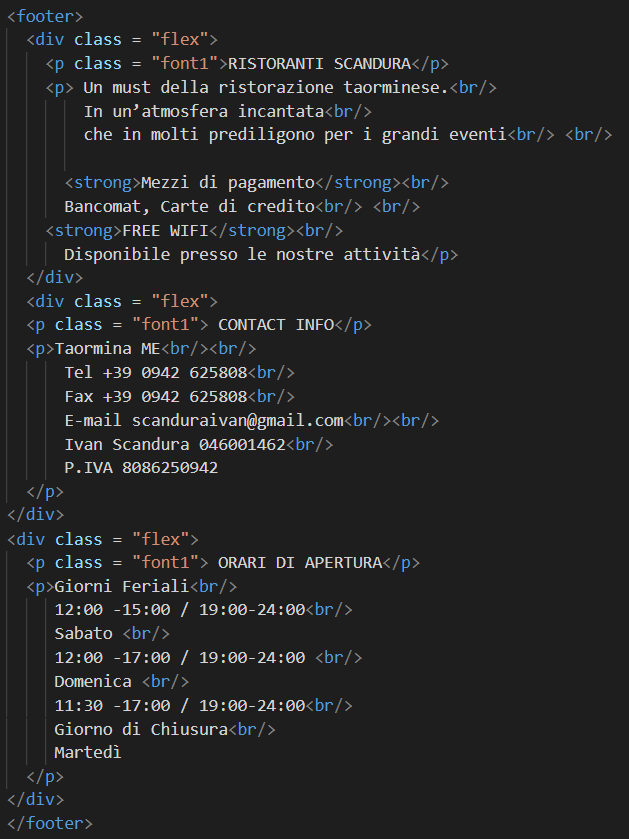 <footer>
<div class = "flex">
<p class = "font1">RISTORANTI SCANDURA</p>
<p> Un must della ristorazione taorminese.<br/>
In un’atmosfera incantata<br/>
che in molti prediligono per i grandi eventi<br/> <br/>
<strong>Mezzi di pagamento</strong><br/>
Bancomat, Carte di credito<br/> <br/>
<strong>FREE WIFI</strong><br/>
Disponibile presso le nostre attività</p>
</div>
<div class = "flex">
<p class = "font1"> CONTACT INFO</p>
<p>Taormina ME<br/><br/>
Tel +39 0942 625808<br/>
Fax +39 0942 625808<br/>
E-mail scanduraivan@gmail.com<br/><br/>
Ivan Scandura 046001462<br/>
P.IVA 8086250942
</p>
</div>
<div class = "flex">
<p class = "font1"> ORARI DI APERTURA</p>
<p>Giorni Feriali<br/>
12:00 -15:00 / 19:00-24:00<br/>
Sabato <br/>
12:00 -17:00 / 19:00-24:00 <br/>
Domenica <br/>
11:30 -17:00 / 19:00-24:00<br/>
Giorno di Chiusura<br/>
Martedì
</p>
</div>
</footer>